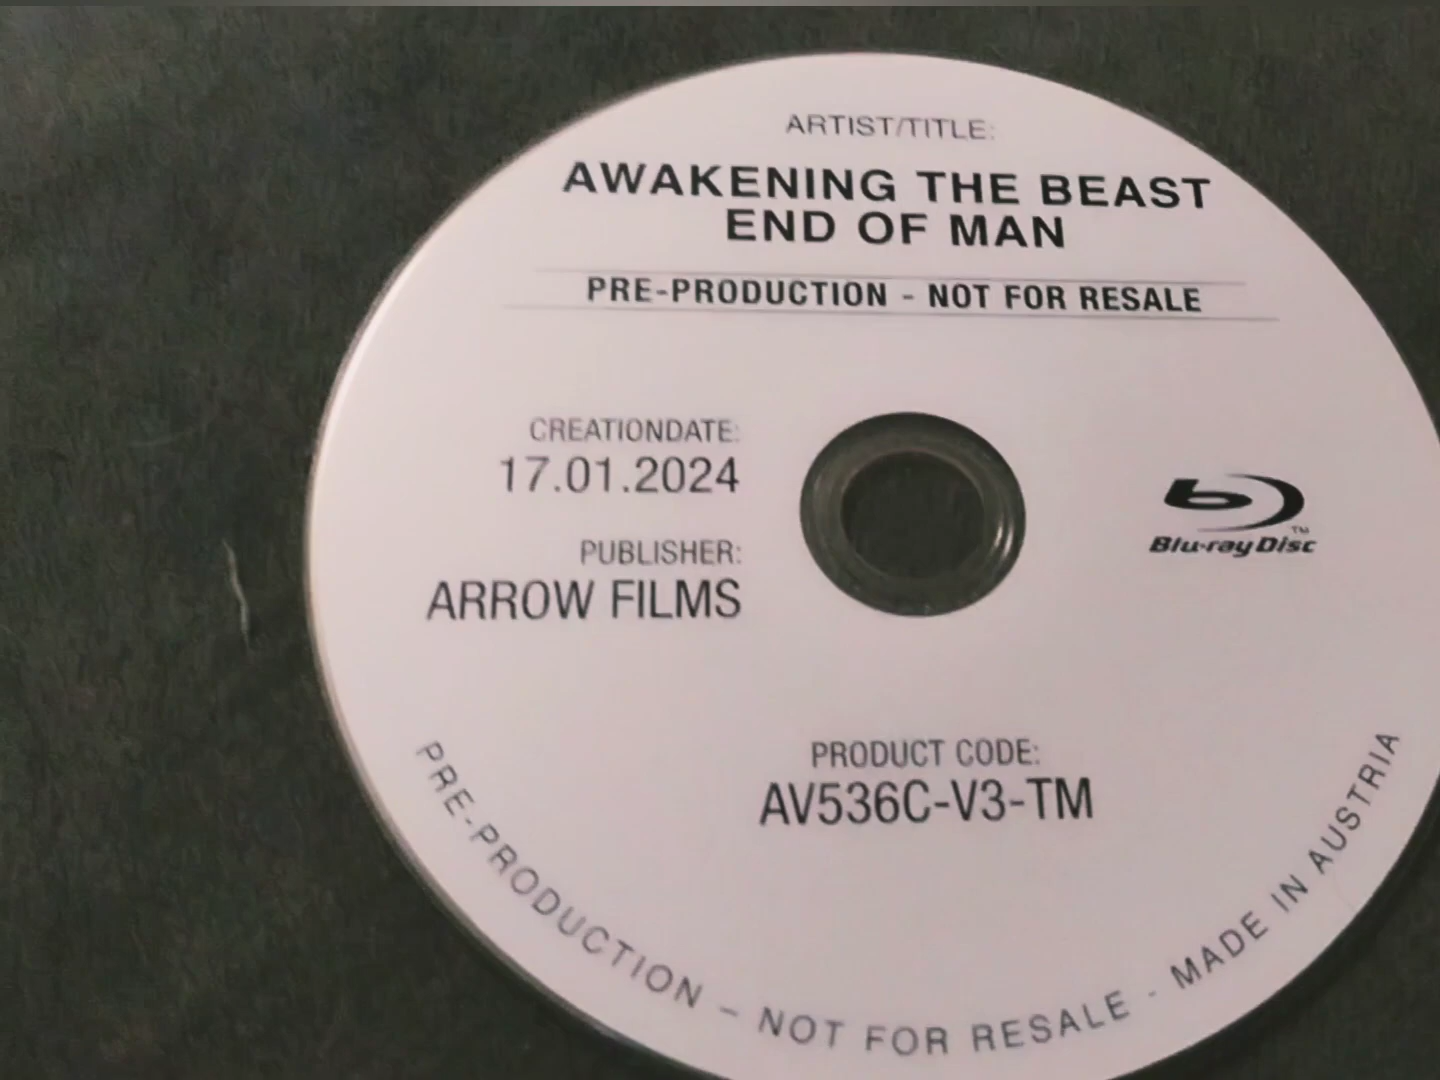 ARTIST/TITLE:
AWAKENING THE BEAST
END OF MAN
PRE-PRODUCTION - NOT FOR RESALE
CREATIONDATE:
17.01.2024
PUBLISHER:
ARROW FILMS
Blu-ray Disc
TM
PRODUCT CODE:
AV536C-V3-TM
PRE-PRODUCTION – NOT FOR RESALE - MADE IN AUSTRIA